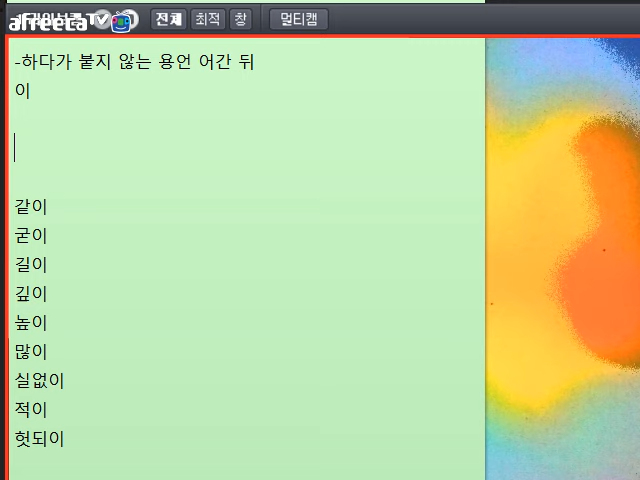 afreeca TV 전체 최적 창 멀티캠
-하다가 붙지 않는 용언 어간 뒤
이
같이
굳이
길이
깊이
높이
많이
실없이
적이
헛되이